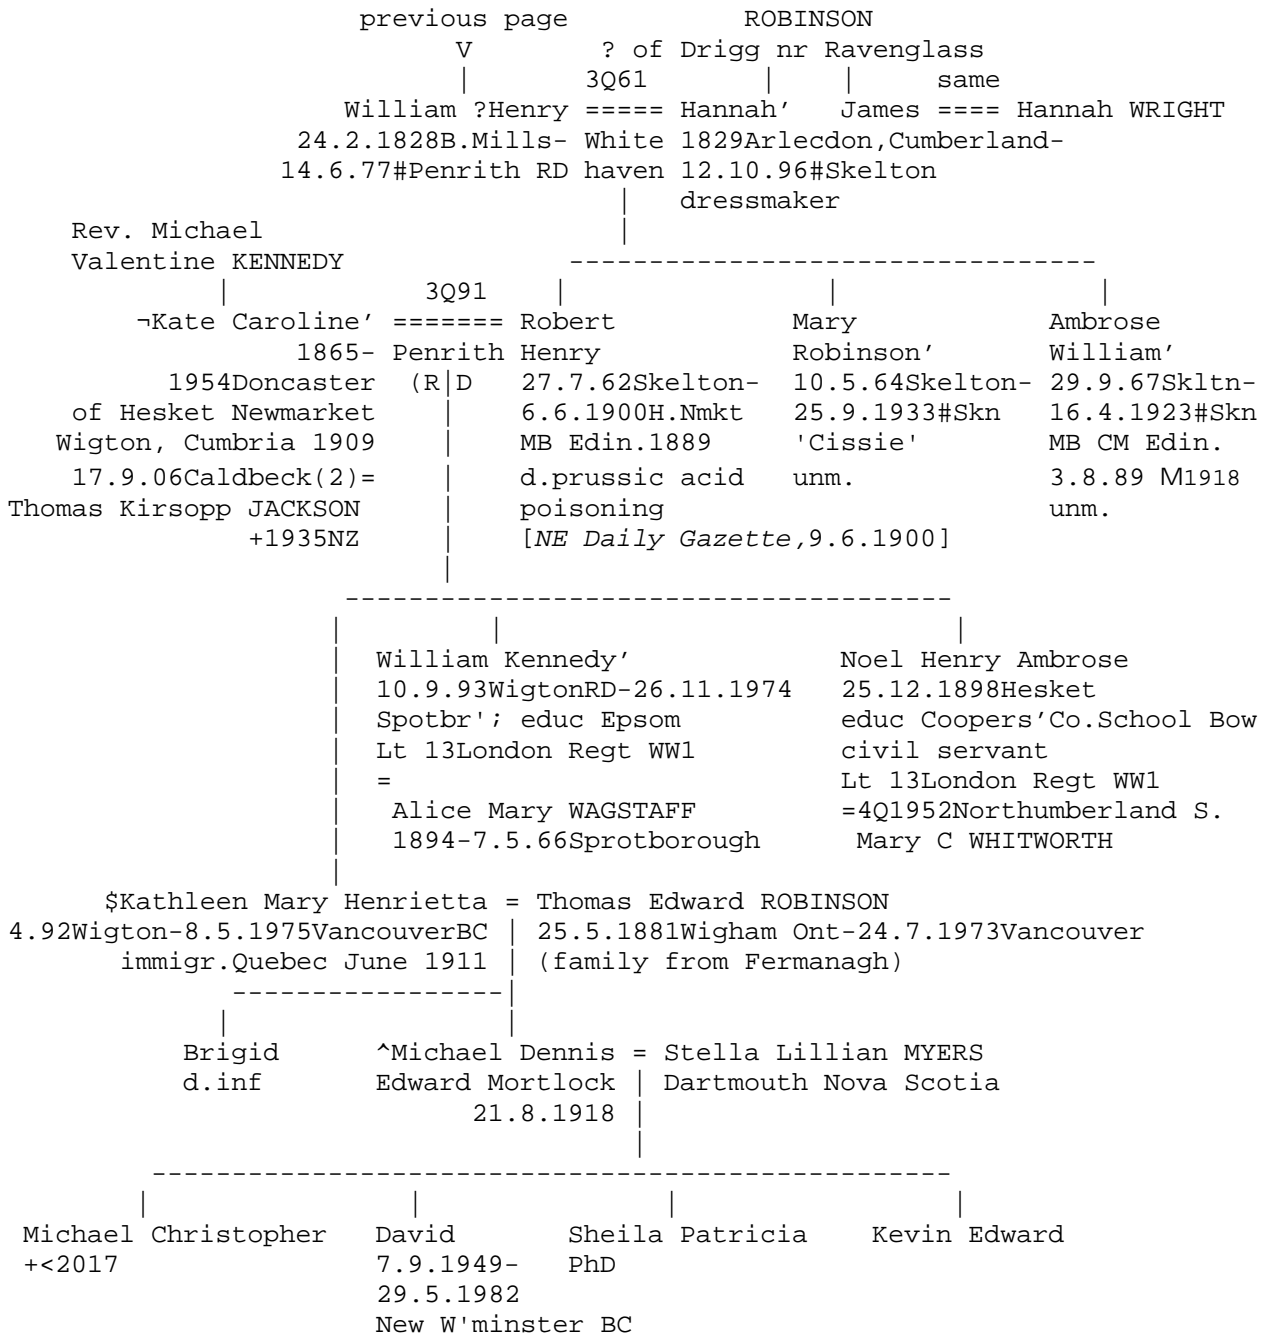 previous page ROBINSON
V ? of Drigg nr Ravenglass
| 3Q61 | | same
William ?Henry ===== Hannah’ James ==== Hannah WRIGHT
24.2.1828B.Mills- White 1829Arlecdon,Cumberland-
14.6.77#Penrith RD haven 12.10.96#Skelton
| dressmaker
Rev. Michael |
Valentine KENNEDY ---------------------------------
| 3Q91 | | |
¬Kate Caroline’ ======= Robert Mary Ambrose
1865- Penrith Henry Robinson’ William’
1954Doncaster (R|D 27.7.62Skelton- 10.5.64Skelton- 29.9.67Skltn-
of Hesket Newmarket | 6.6.1900H.Nmkt 25.9.1933#Skn 16.4.1923#Skn
Wigton, Cumbria 1909 | MB Edin.1889 'Cissie' MB CM Edin.
17.9.06Caldbeck(2)= | d.prussic acid unm. 3.8.89 M1918
Thomas Kirsopp JACKSON | poisoning unm.
+1935NZ | [NE Daily Gazette,9.6.1900]
|
--------------------------------------
| | |
| William Kennedy’ Noel Henry Ambrose
| 10.9.93WigtonRD-26.11.1974 25.12.1898Hesket
| Spotbr'; educ Epsom educ Coopers’Co.School Bow
| Lt 13London Regt WW1 civil servant
| = Lt 13London Regt WW1
| Alice Mary WAGSTAFF =4Q1952Northumberland S.
| 1894-7.5.66Sprotborough Mary C WHITWORTH
|
$Kathleen Mary Henrietta = Thomas Edward ROBINSON
4.92Wigton-8.5.1975VancouverBC | 25.5.1881Wigham Ont-24.7.1973Vancouver
immigr.Quebec June 1911 | (family from Fermanagh)
-----------------|
| |
Brigid ^Michael Dennis = Stella Lillian MYERS
d.inf Edward Mortlock | Dartmouth Nova Scotia
21.8.1918 |
|
--------------------------------------------------
| | | |
Michael Christopher David Sheila Patricia Kevin Edward
+<2017 7.9.1949- PhD
29.5.1982
New W'minster BC